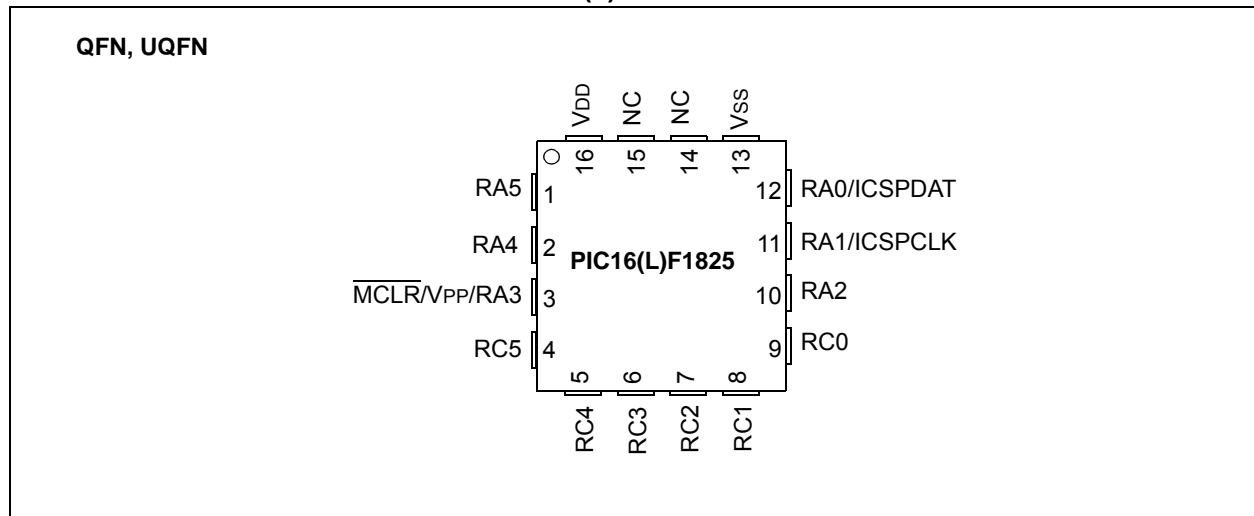 QFN, UQFN
VDD
NC
NC
VSS
16
15
14
13
RA5
1
12
RA0/ICSPDAT
RA4
2
PIC16(L)F1825
11
RA1/ICSPCLK
MCLR/VPP/RA3
3
10
RA2
RC5
4
9
RC0
5
6
7
8
RC4
RC3
RC2
RC1